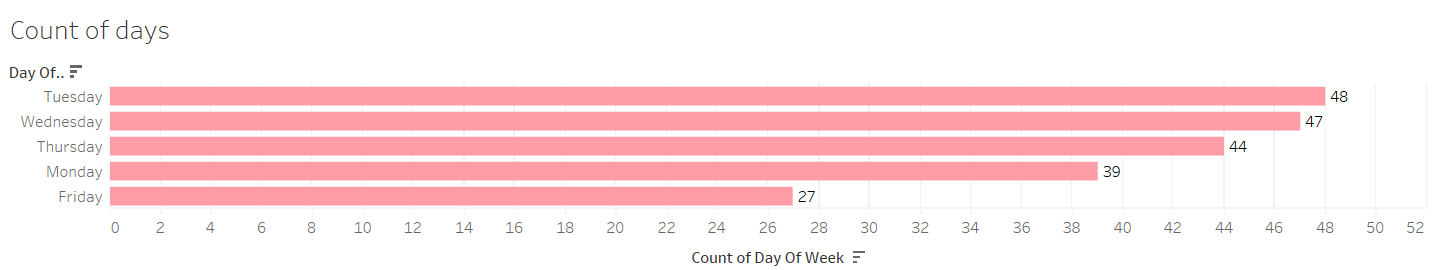 Count of days
Day Of..
Tuesday 48
Wednesday 47
Thursday 44
Monday 39
Friday 27
0 2 4 6 8 10 12 14 16 18 20 22 24 26 28 30 32 34 36 38 40 42 44 46 48 50 52
Count of Day Of Week